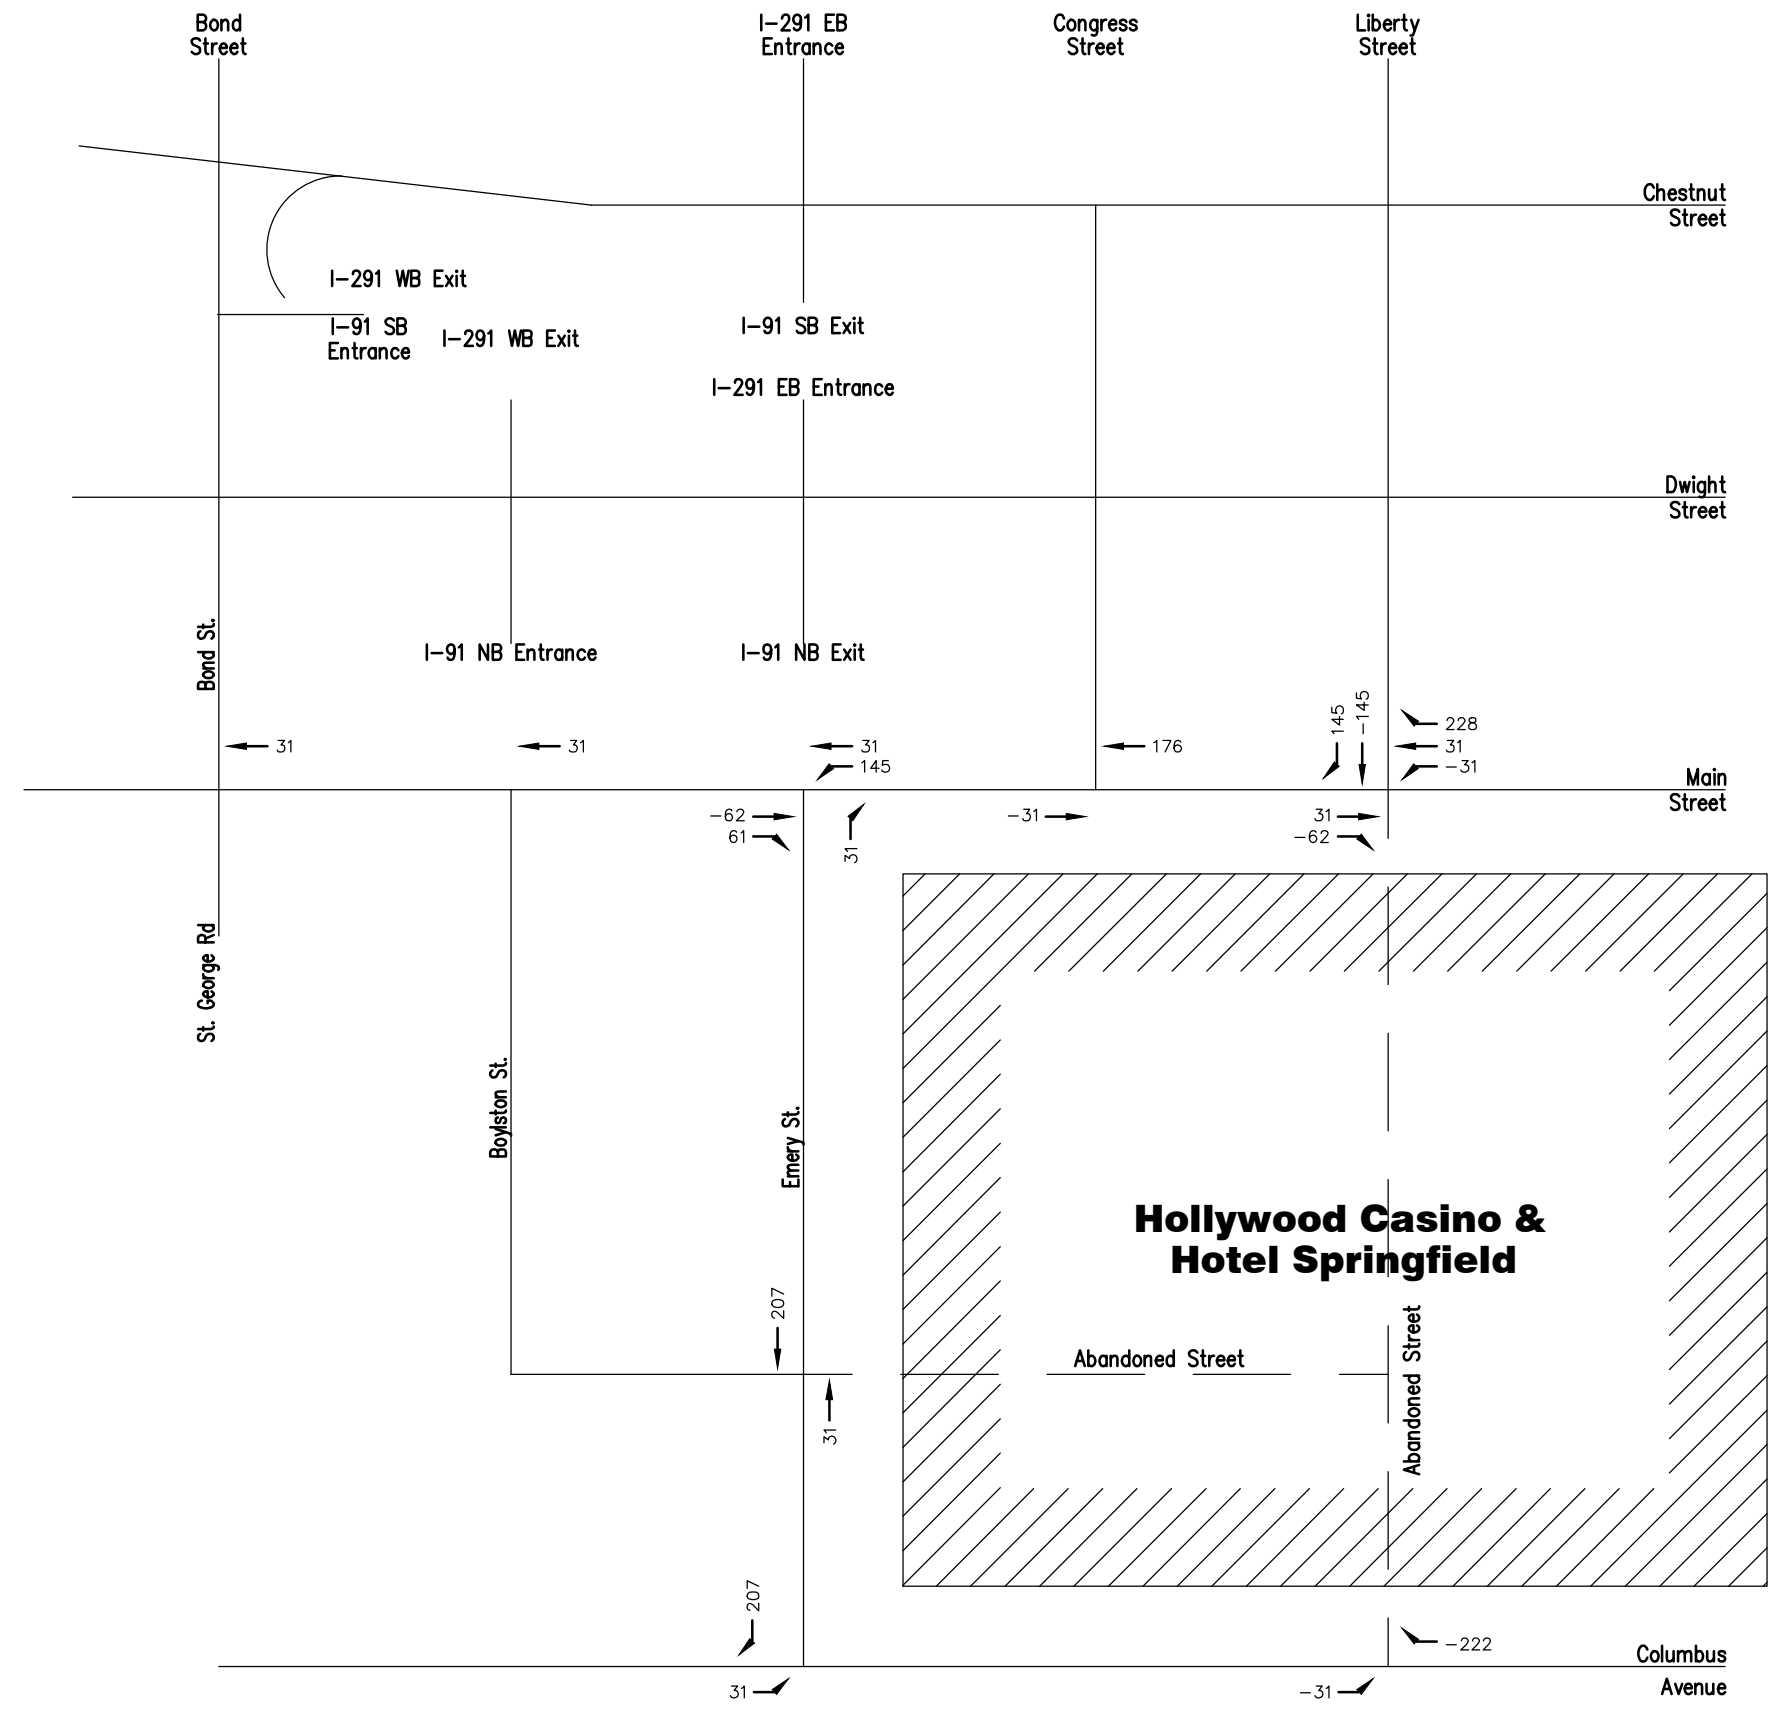 Bond
Street
I-291 EB
Entrance
Congress
Street
Liberty
Street
Chestnut
Street
I-291 WB Exit
I-91 SB
Entrance
I-291 WB Exit
I-91 SB Exit
I-291 EB Entrance
Dwight
Street
Bond St.
I-91 NB Entrance
I-91 NB Exit
145
-145
228
31
31
31
176
31
145
-31
Main
Street
-62
61
31
-31
31
-62
St. George Rd
Boylston St.
Emery St.
Hollywood Casino &
Hotel Springfield
207
Abandoned Street
Abandoned Street
31
207
-222
Columbus
Avenue
31
-31